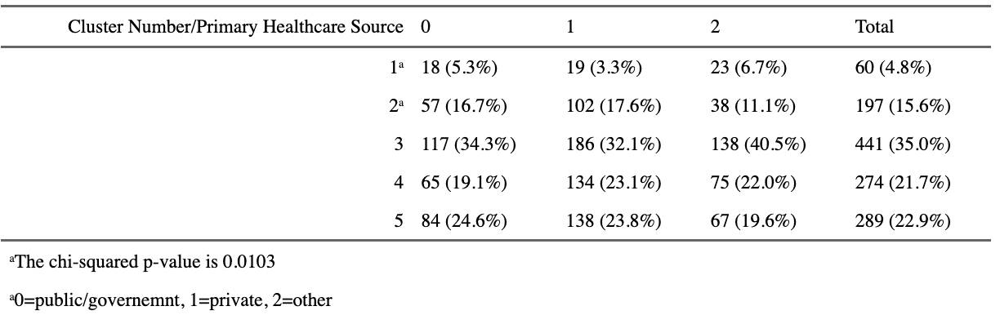 Cluster Number/Primary Healthcare Source 0 1 2 Total
1ᵃ 18 (5.3%) 19 (3.3%) 23 (6.7%) 60 (4.8%)
2ᵃ 57 (16.7%) 102 (17.6%) 38 (11.1%) 197 (15.6%)
3 117 (34.3%) 186 (32.1%) 138 (40.5%) 441 (35.0%)
4 65 (19.1%) 134 (23.1%) 75 (22.0%) 274 (21.7%)
5 84 (24.6%) 138 (23.8%) 67 (19.6%) 289 (22.9%)
ᵃThe chi-squared p-value is 0.0103
ᵃ0=public/governemnt, 1=private, 2=other